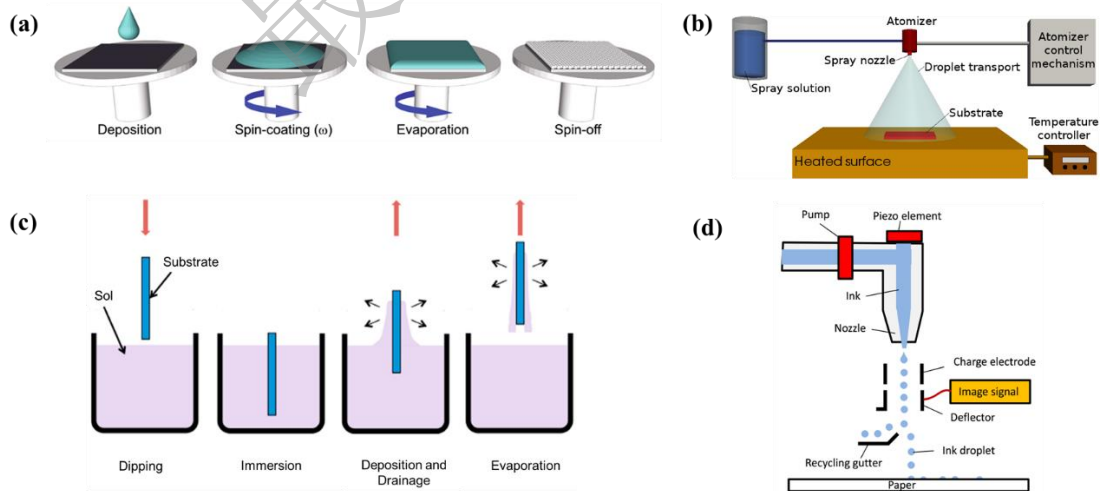 (a)
Deposition
Spin-coating (ω)
Evaporation
Spin-off
(b)
Atomizer
Spray nozzle
Droplet transport
Atomizer
control
mechanism
Spray solution
Substrate
Temperature
controller
Heated surface
(c)
Substrate
Sol
Dipping
Immersion
Deposition and
Drainage
Evaporation
(d)
Pump
Piezo element
Ink
Nozzle
Charge electrode
Image signal
Deflector
Recycling gutter
Ink droplet
Paper